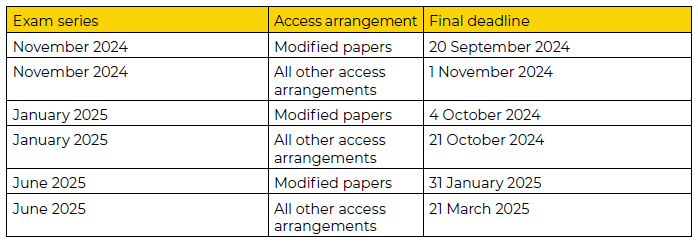 Exam series Access arrangement Final deadline
November 2024 Modified papers 20 September 2024
November 2024 All other access 1 November 2024
arrangements
January 2025 Modified papers 4 October 2024
January 2025 All other access 21 October 2024
arrangements
June 2025 Modified papers 31 January 2025
June 2025 All other access 21 March 2025
arrangements